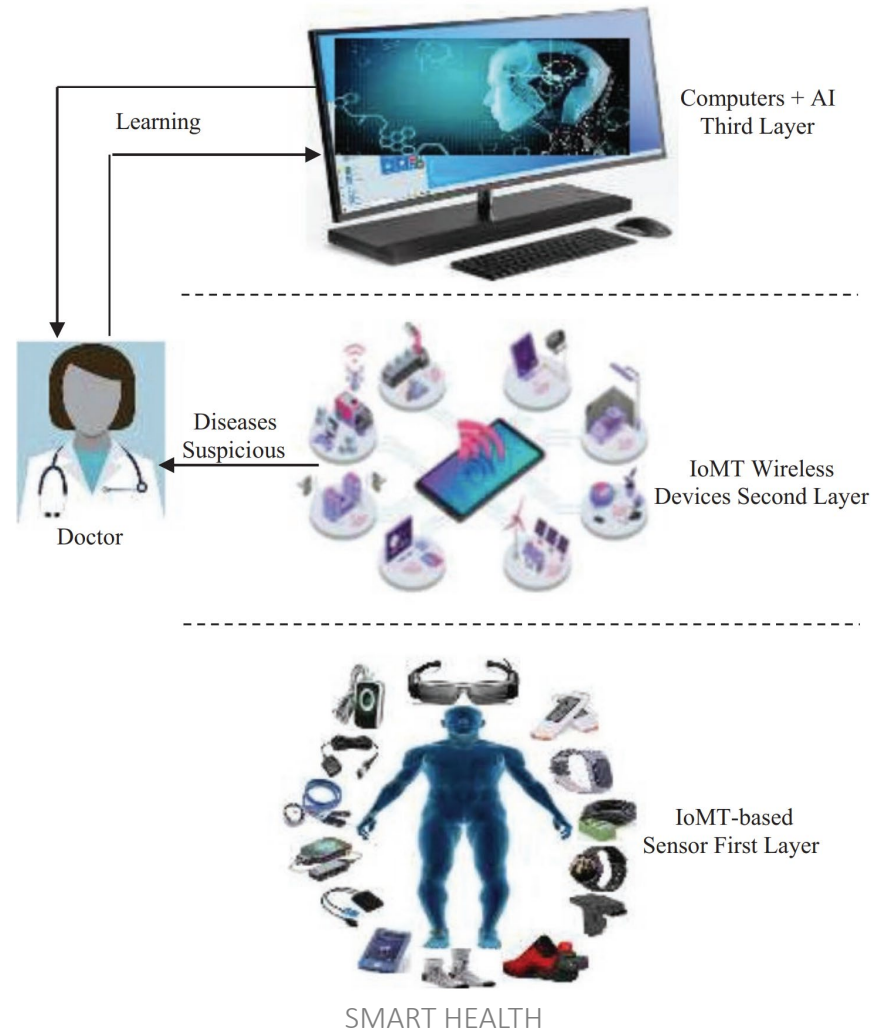 Computers + AI
Third Layer
Learning
Diseases
Suspicious
IoMT Wireless
Devices Second Layer
Doctor
IoMT-based
Sensor First Layer
SMART HEALTH